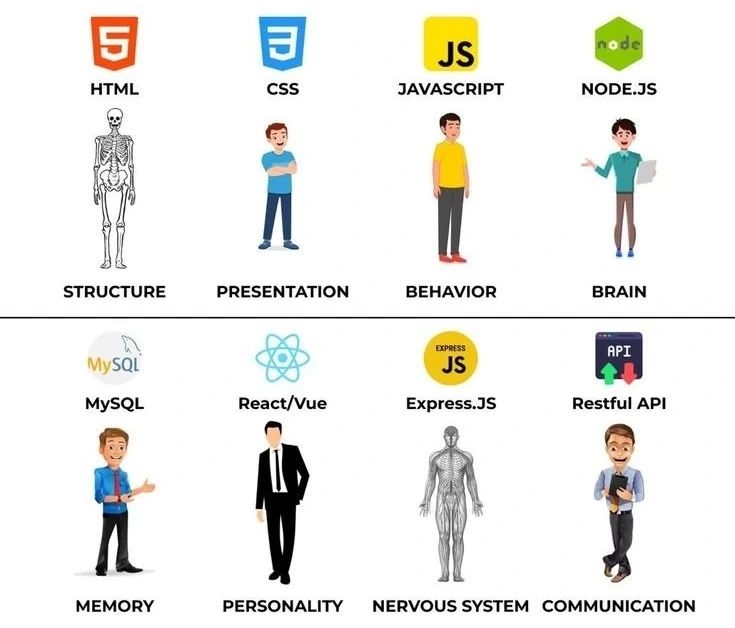 5
3
JS
node
HTML
CSS
JAVASCRIPT
NODE.JS
STRUCTURE
PRESENTATION
BEHAVIOR
BRAIN
MySQL
EXPRESS
JS
API
MySQL
React/Vue
Express.JS
Restful API
MEMORY
PERSONALITY
NERVOUS SYSTEM
COMMUNICATION